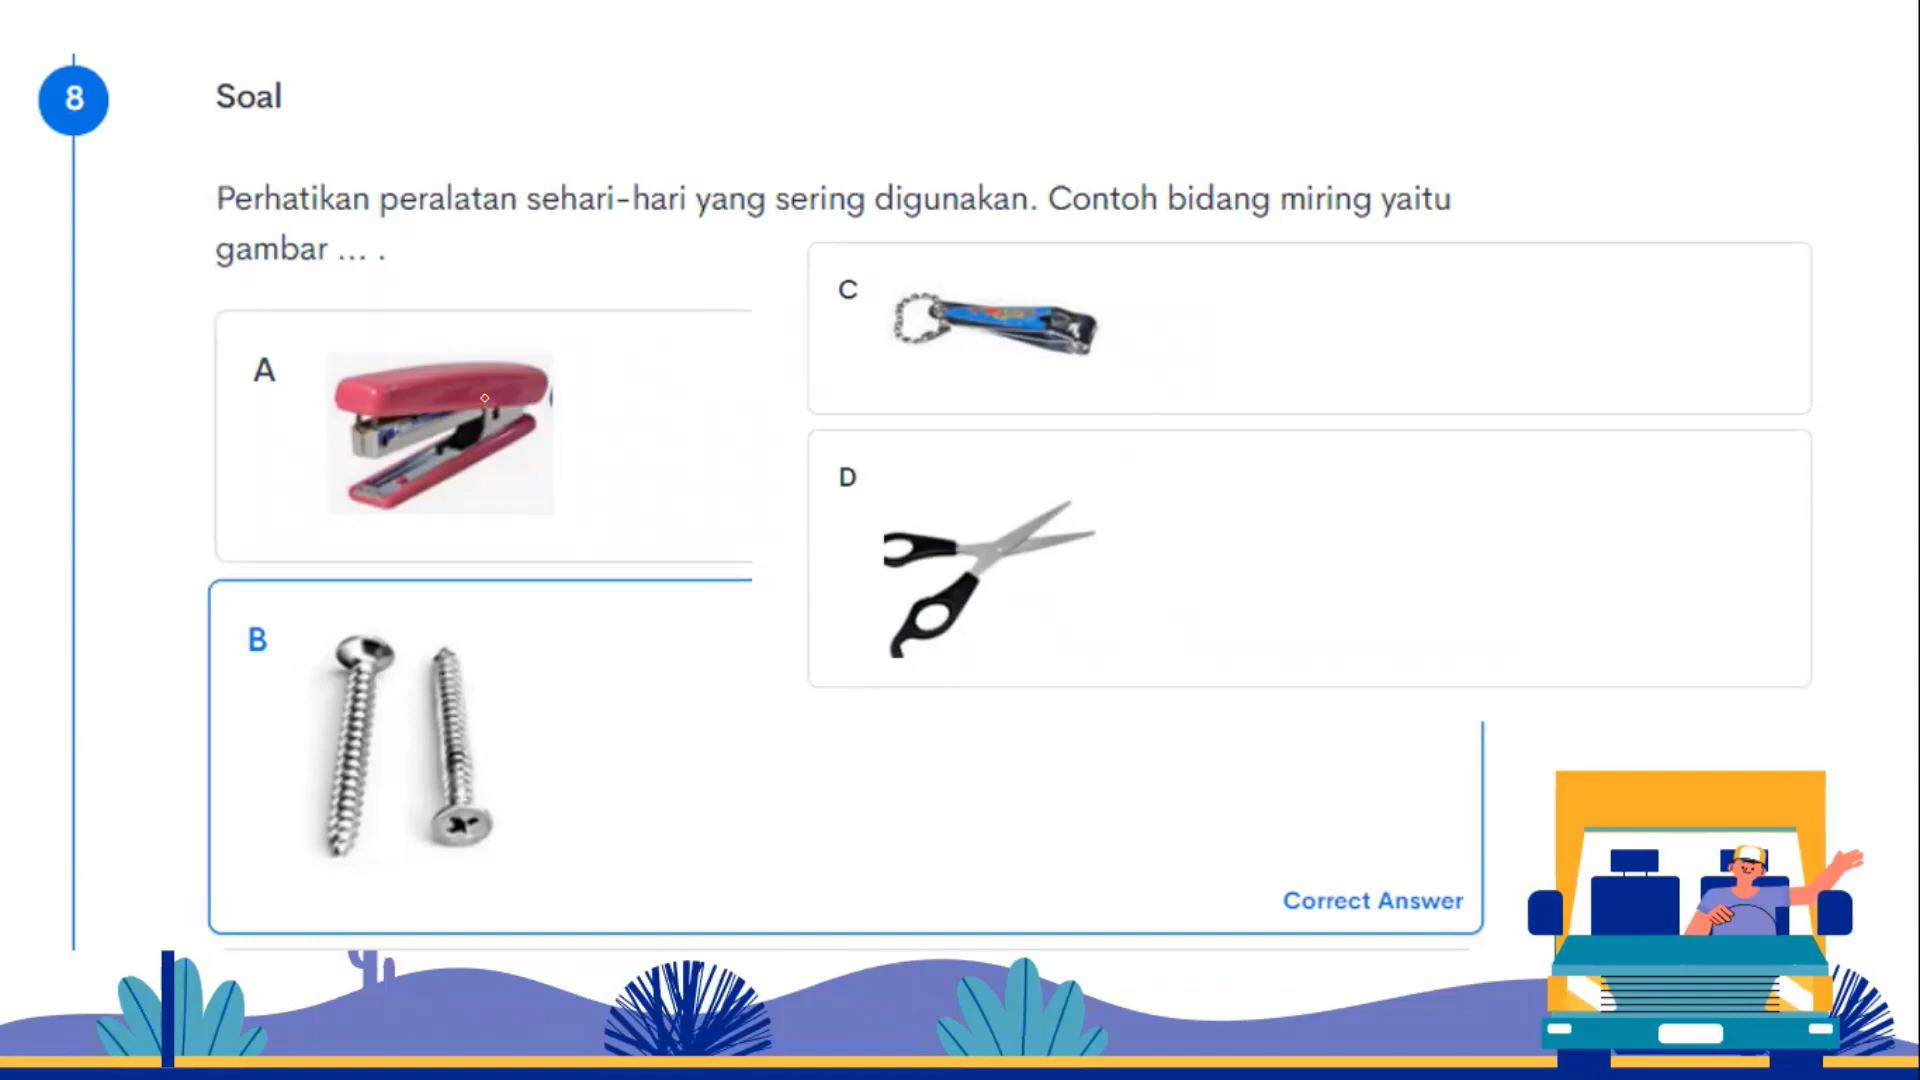 8
Soal
Perhatikan peralatan sehari-hari yang sering digunakan. Contoh bidang miring yaitu
gambar ... .
A
B
C
D
Correct Answer